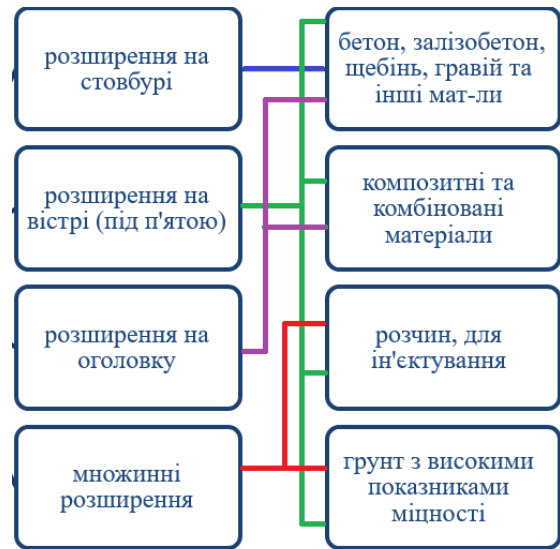 розширення на
стовбурі
бетон, залізобетон,
щебінь, гравій та
інші мат-ли
розширення на
вістрі (під п'ятою)
композитні та
комбіновані
матеріали
розширення на
оголовку
розчин, для
ін'єктування
множинні
розширення
грунт з високими
показниками
міцності